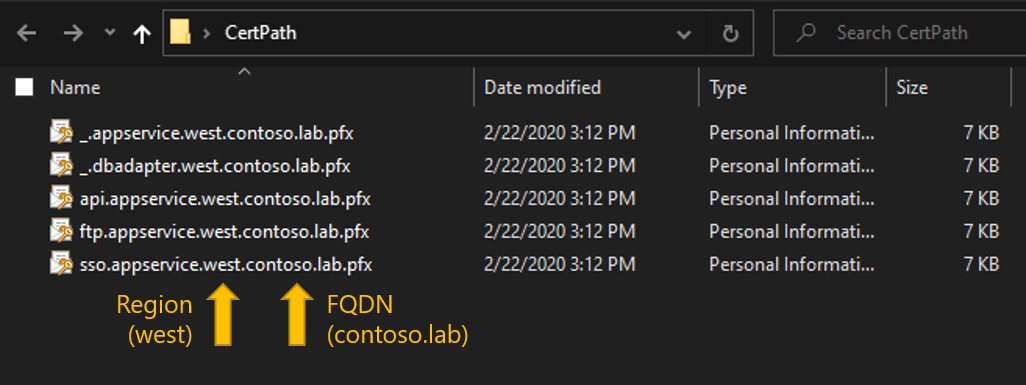 CertPath
Search CertPath
Name Date modified Type Size
_.appservice.west.contoso.lab.pfx 2/22/2020 3:12 PM Personal Informati... 7 KB
_.dbadapter.west.contoso.lab.pfx 2/22/2020 3:12 PM Personal Informati... 7 KB
api.appservice.west.contoso.lab.pfx 2/22/2020 3:12 PM Personal Informati... 7 KB
ftp.appservice.west.contoso.lab.pfx 2/22/2020 3:12 PM Personal Informati... 7 KB
sso.appservice.west.contoso.lab.pfx 2/22/2020 3:12 PM Personal Informati... 7 KB
Region
(west)
FQDN
(contoso.lab)